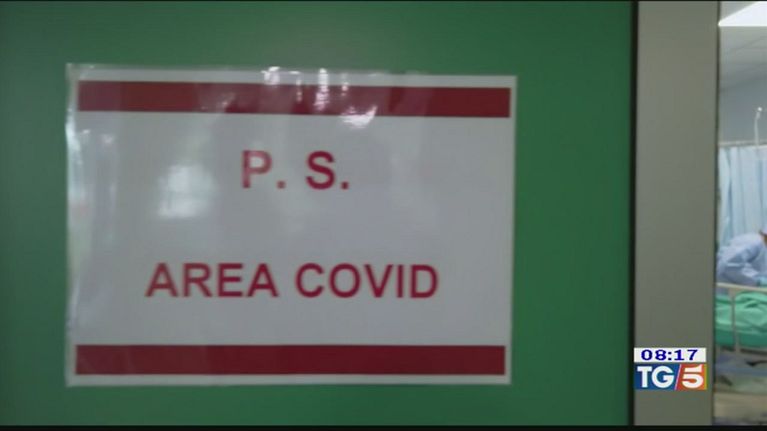 P. S.
AREA COVID
08:17
TG5